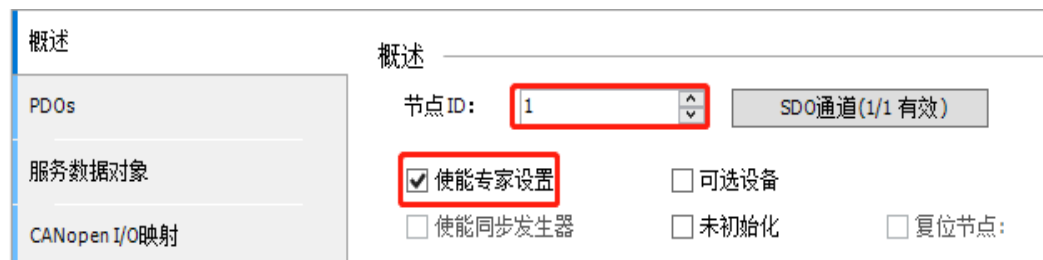 概述
PDOs
服务数据对象
CANopen I/O映射
概述
节点ID： 1 SDO通道(1/1 有效)
使能专家设置 可选设备
使能同步发生器 未初始化 复位节点：